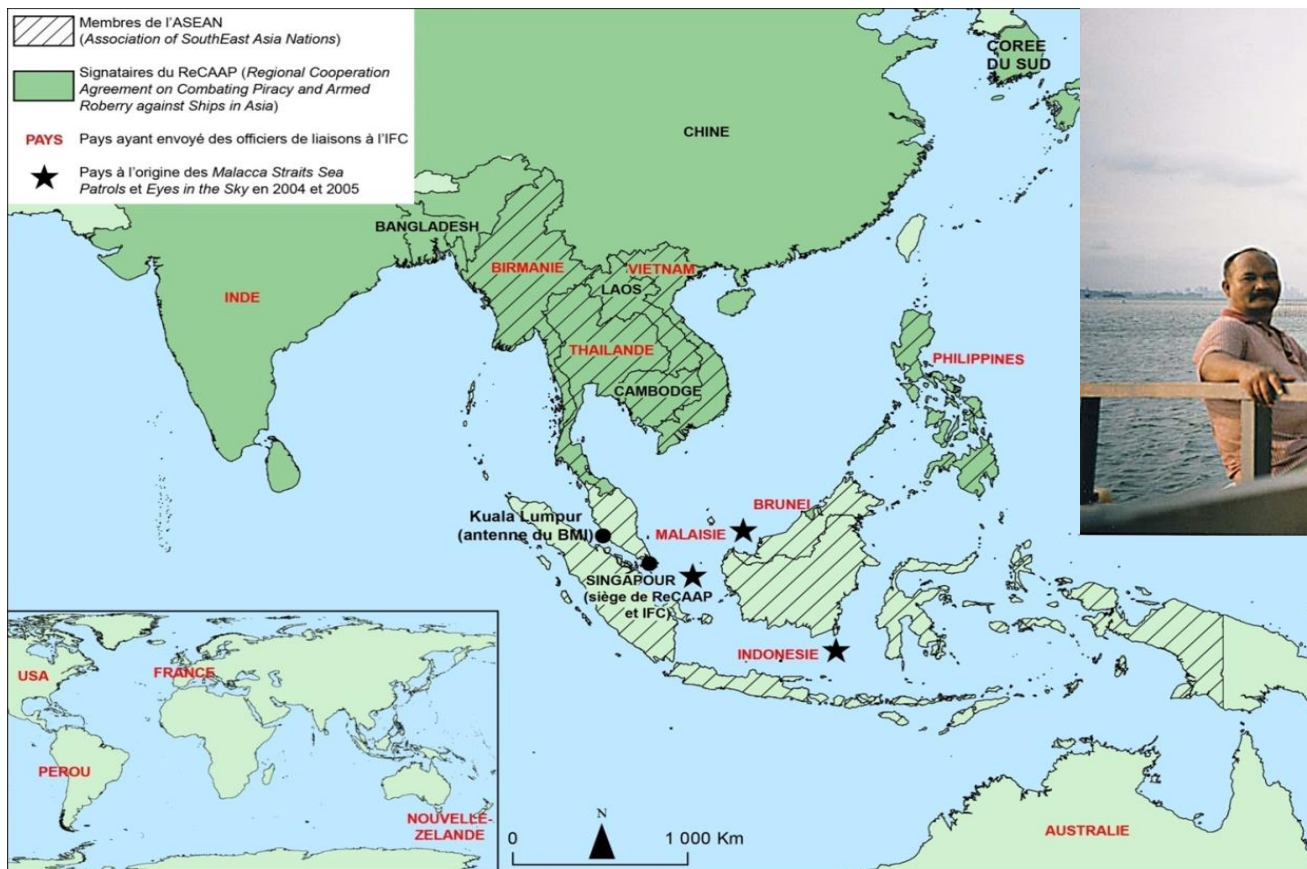 Membres de l'ASEAN
(Association of SouthEast Asia Nations)
Signataires du ReCAAP (Regional Cooperation
Agreement on Combating Piracy and Armed
Roberry against Ships in Asia)
PAYS
Pays ayant envoyé des officiers de liaisons à l'IFC
Pays à l'origine des Malacca Straits Sea
Patrols et Eyes in the Sky en 2004 et 2005
COREE
DU SUD
CHINE
BANGLADESH
BIRMANIE
VIETNAM
LAOS
INDE
THAILANDE
PHILIPPINES
CAMBODGE
BRUNEI
Kuala Lumpur
(antenne du BMI)
MALAISIE
SINGAPOUR
(siège de ReCAAP
et IFC)
INDONESIE
USA
FRANCE
PEROU
NOUVELLE-
ZELANDE
N
0
1 000 Km
AUSTRALIE